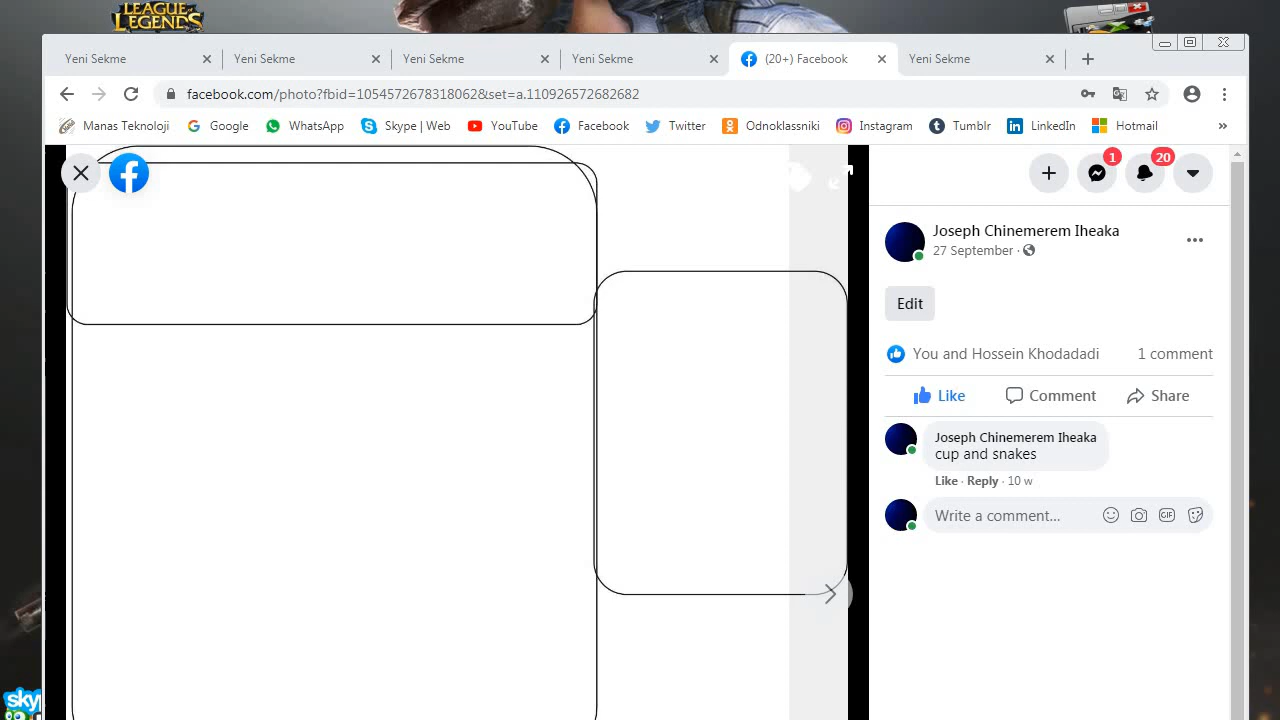 LEAGUE OF
LEGENDS
Yeni Sekme
Yeni Sekme
Yeni Sekme
Yeni Sekme
(20+) Facebook
Yeni Sekme
facebook.com/photo?fbid=1054572678318062&set=a.110926572682682
Manas Teknoloji
Google
WhatsApp
Skype | Web
YouTube
Facebook
Twitter
Odnoklassniki
Instagram
Tumblr
LinkedIn
Hotmail
»
1
20
Joseph Chinemerem Iheaka
27 September ·
Edit
You and Hossein Khodadadi
1 comment
Like
Comment
Share
Joseph Chinemerem Iheaka
cup and snakes
Like · Reply · 10 w
Write a comment...
GIF